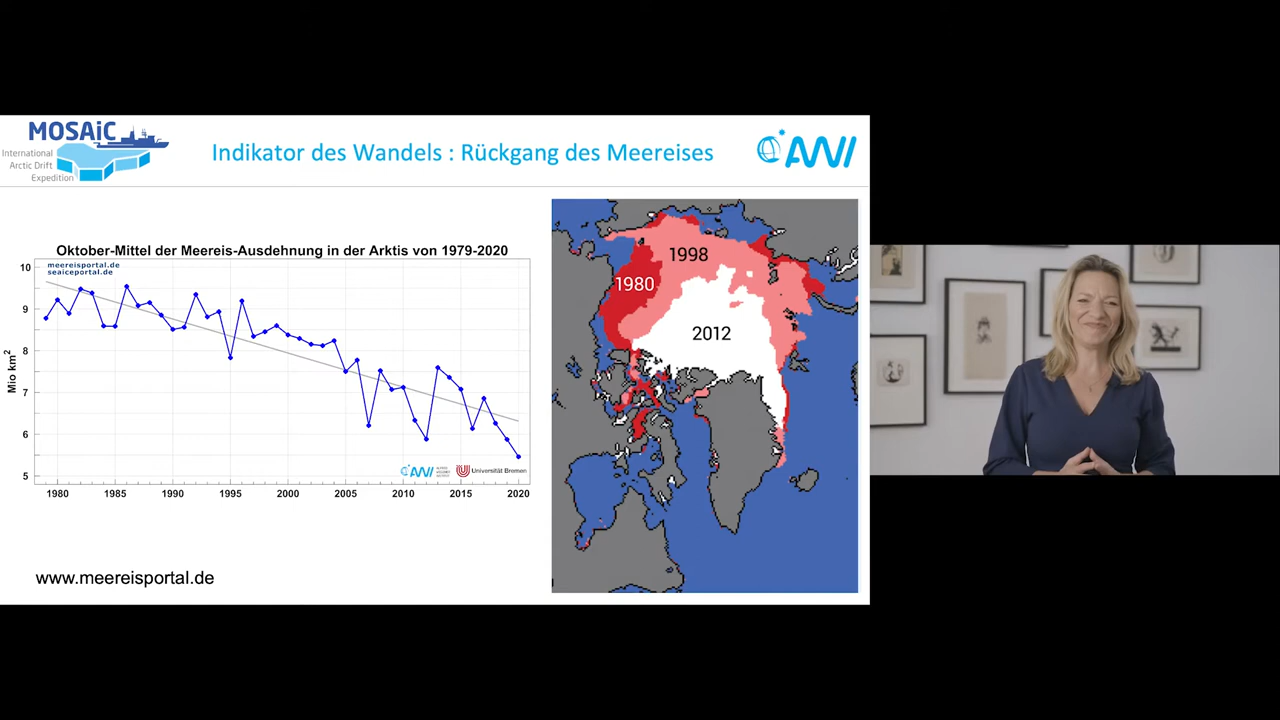 MOSAiC
International
Arctic Drift
Expedition
Indikator des Wandels : Rückgang des Meereises
AWI
Oktober-Mittel der Meereis-Ausdehnung in der Arktis von 1979-2020
meereisportal.de
seaiceportal.de
10
9
8
7
6
5
Mio km²
1980
1985
1990
1995
2000
2005
2010
2015
2020
AWI
Universität Bremen
1998
1980
2012
www.meereisportal.de